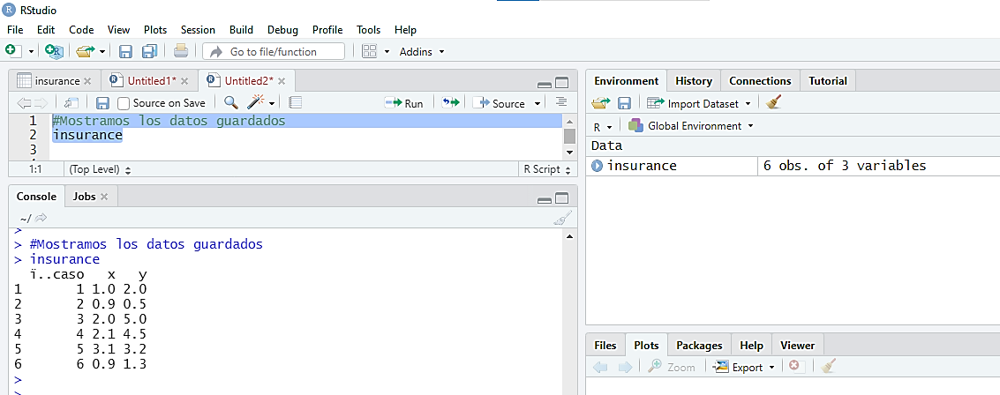 RStudio
File Edit Code View Plots Session Build Debug Profile Tools Help
Go to file/function Addins
insurance Untitled1* Untitled2*
Source on Save Run Source
1 #Mostramos los datos guardados
2 insurance
3
1:1 (Top Level) R Script
Console Jobs
~/
>
> #Mostramos los datos guardados
> insurance
ï..caso x y
1 1 1.0 2.0
2 2 0.9 0.5
3 3 2.0 5.0
4 4 2.1 4.5
5 5 3.1 3.2
6 6 0.9 1.3
>
>
Environment History Connections Tutorial
Import Dataset
R Global Environment
Data
insurance 6 obs. of 3 variables
Files Plots Packages Help Viewer
Zoom Export